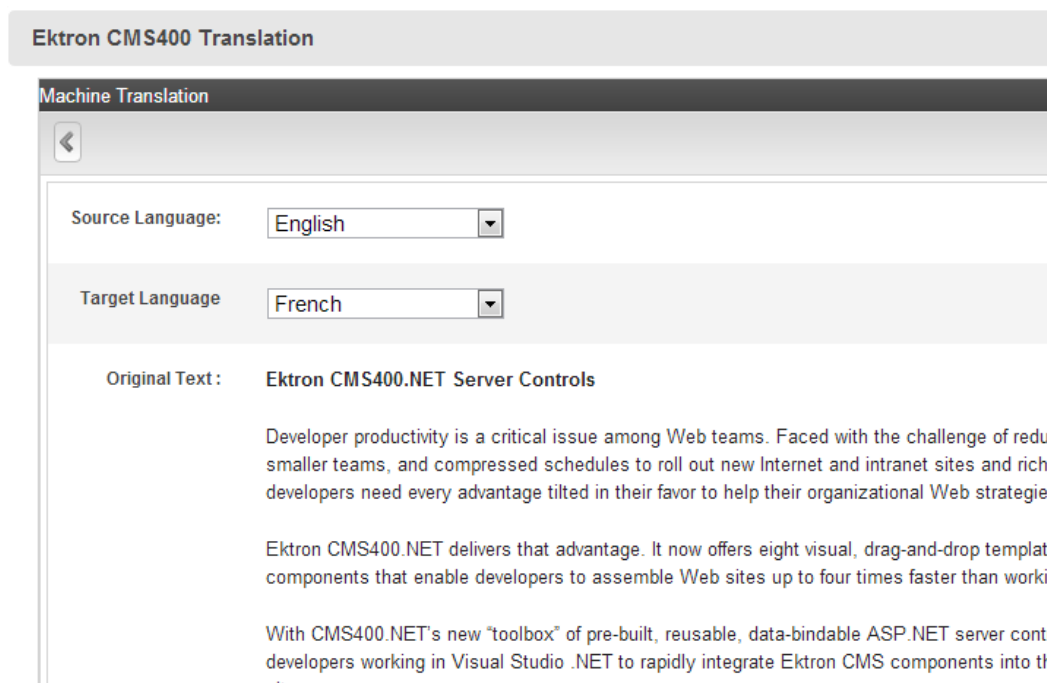 Ektron CMS400 Translation
Machine Translation
Source Language:
English
Target Language
French
Original Text :
Ektron CMS400.NET Server Controls
Developer productivity is a critical issue among Web teams. Faced with the challenge of
smaller teams, and compressed schedules to roll out new Internet and intranet sites and rich
developers need every advantage tilted in their favor to help their organizational Web
Ektron CMS400.NET delivers that advantage. It now offers eight visual, drag-and-drop
components that enable developers to assemble Web sites up to four times faster than
With CMS400.NET’s new “toolbox” of pre-built, reusable, data-bindable ASP.NET server
developers working in Visual Studio .NET to rapidly integrate Ektron CMS components into